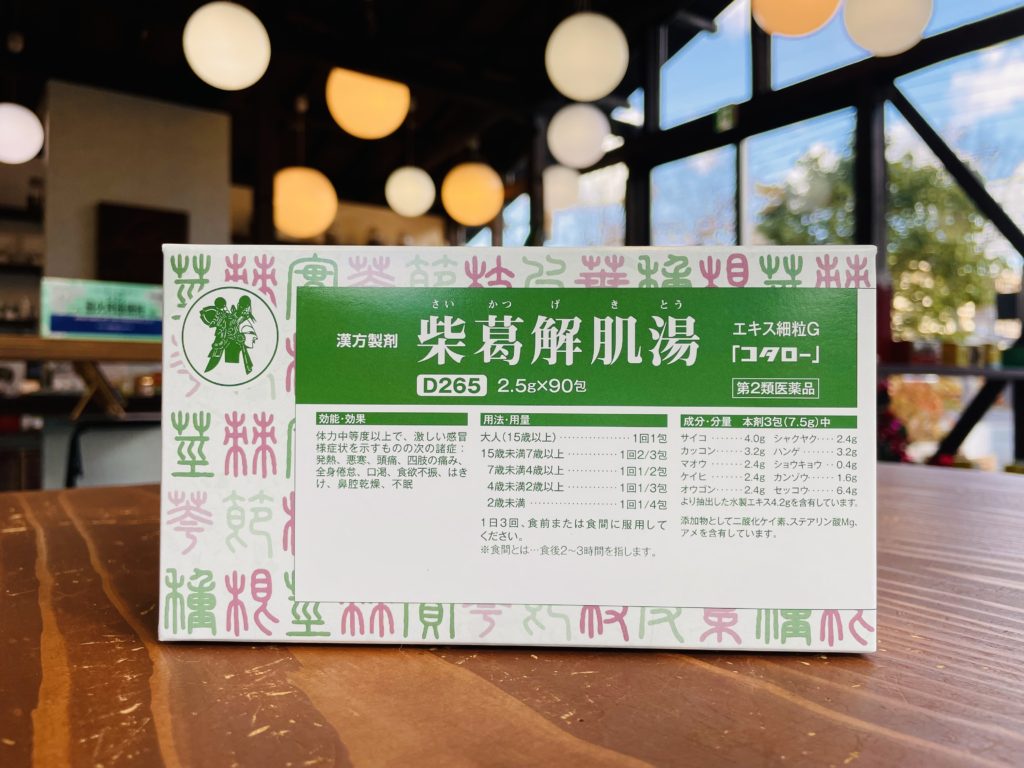 さいかつげきとう
漢方製剤 柴葛解肌湯 エキス細粒G
「コタロー」
D265 2.5g×90包 第2類医薬品
効能・効果
体力中等度以上で、激しい感冒
様症状を示すものの次の諸症：
発熱、悪寒、頭痛、四肢の痛み、
全身倦怠、口渇、食欲不振、はき
け、鼻腔乾燥、不眠
用法・用量
大人(15歳以上)…………1回1包
15歳未満7歳以上…………1回2/3包
7歳未満4歳以上…………1回1/2包
4歳未満2歳以上…………1回1/3包
2歳未満…………1回1/4包
1日3回、食前または食間に服用して
ください。
※食間とは…食後2〜3時間を指します。
成分・分量 本剤3包(7.5g)中
サイコ………4.0g シャクヤク……2.4g
カッコン……3.2g ハンゲ………3.2g
マオウ………2.4g ショウキョウ…0.4g
ケイヒ………2.4g カンゾウ……1.6g
オウゴン……2.4g セッコウ……6.4g
より抽出した水製エキス4.2gを含有しています。
添加物として二酸化ケイ素、ステアリン酸Mg、
アメを含有しています。